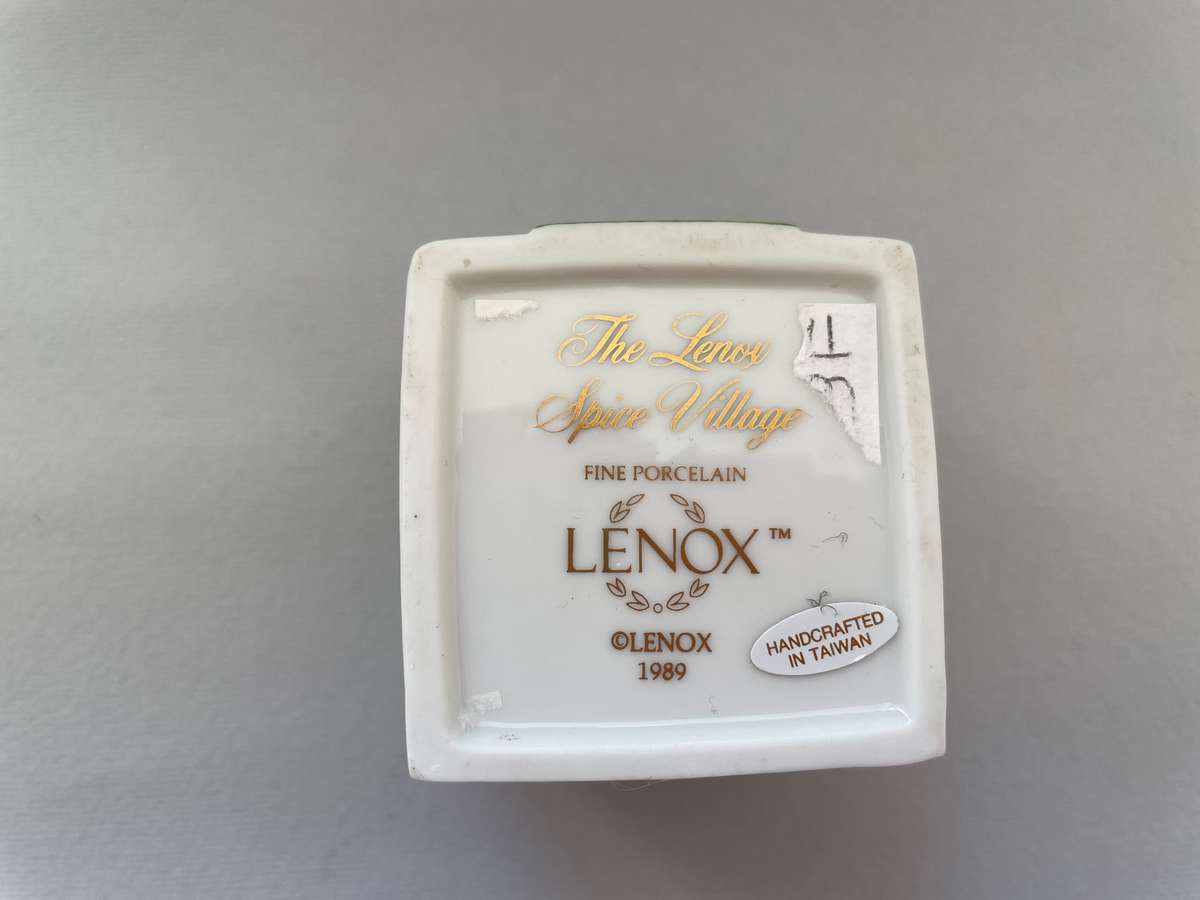 The Lenox
Spice Village
FINE PORCELAIN
LENOX™
©LENOX
1989
HANDCRAFTED
IN TAIWAN